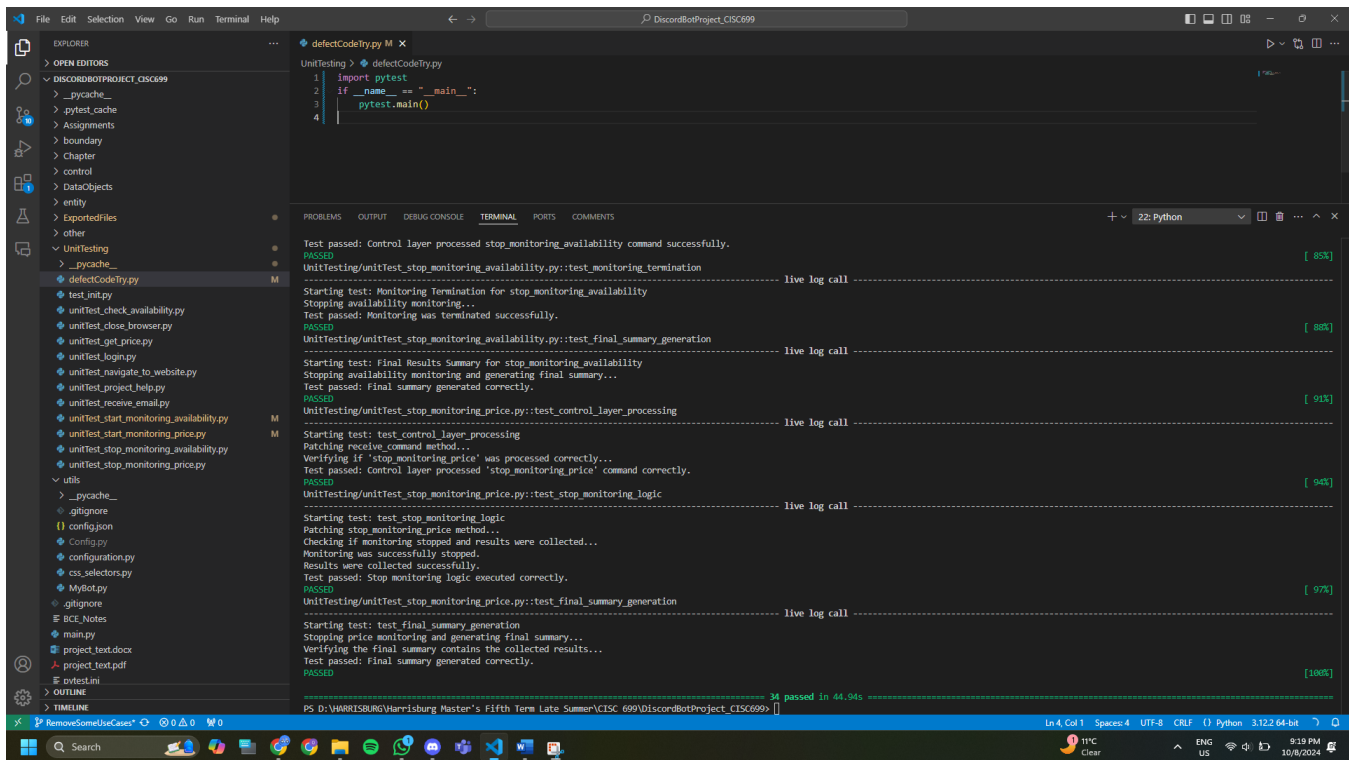 File Edit Selection View Go Run Terminal Help
DiscordBotProject_CISC699
EXPLORER
OPEN EDITORS
DISCORDBOTPROJECT_CISC699
__pycache__
.pytest_cache
Assignments
boundary
Chapter
control
DataObjects
entity
ExportedFiles
other
UnitTesting
__pycache__
defectCodeTry.py M
test_init.py
unitTest_check_availability.py
unitTest_close_browser.py
unitTest_get_price.py
unitTest_login.py
unitTest_navigate_to_website.py
unitTest_project_help.py
unitTest_receive_email.py
unitTest_start_monitoring_availability.py M
unitTest_start_monitoring_price.py M
unitTest_stop_monitoring_availability.py
unitTest_stop_monitoring_price.py
utils
__pycache__
.gitignore
{} config.json
Config.py
configuration.py
css_selectors.py
MyBot.py
.gitignore
BCE_Notes
main.py
project_text.docx
project_text.pdf
pytest.ini
OUTLINE
TIMELINE
defectCodeTry.py M
UnitTesting > defectCodeTry.py
1 import pytest
2 if __name__ == "__main__":
3 pytest.main()
4
PROBLEMS OUTPUT DEBUG CONSOLE TERMINAL PORTS COMMENTS
22: Python
Test passed: Control layer processed stop_monitoring_availability command successfully.
PASSED [ 85%]
UnitTesting/unitTest_stop_monitoring_availability.py::test_monitoring_termination
live log call
Starting test: Monitoring Termination for stop_monitoring_availability
Stopping availability monitoring...
Test passed: Monitoring was terminated successfully.
PASSED [ 88%]
UnitTesting/unitTest_stop_monitoring_availability.py::test_final_summary_generation
live log call
Starting test: Final Results Summary for stop_monitoring_availability
Stopping availability monitoring and generating final summary...
Test passed: Final summary generated correctly.
PASSED [ 91%]
UnitTesting/unitTest_stop_monitoring_price.py::test_control_layer_processing
live log call
Starting test: test_control_layer_processing
Patching receive_command method...
Verifying if 'stop_monitoring_price' was processed correctly...
Test passed: Control layer processed 'stop_monitoring_price' command correctly.
PASSED [ 94%]
UnitTesting/unitTest_stop_monitoring_price.py::test_stop_monitoring_logic
live log call
Starting test: test_stop_monitoring_logic
Patching stop_monitoring_price method...
Checking if monitoring stopped and results were collected...
Monitoring was successfully stopped.
Results were collected successfully.
Test passed: Stop monitoring logic executed correctly.
PASSED [ 97%]
UnitTesting/unitTest_stop_monitoring_price.py::test_final_summary_generation
live log call
Starting test: test_final_summary_generation
Stopping price monitoring and generating final summary...
Verifying the final summary contains the collected results...
Test passed: Final summary generated correctly.
PASSED [100%]
34 passed in 44.94s
PS D:\HARRISBURG\Harrisburg Master's Fifth Term Late Summer\CISC 699\DiscordBotProject_CISC699>
RemoveSomeUseCases* 0 0 0 Ln 4, Col 1 Spaces: 4 UTF-8 CRLF {} Python 3.12.2 64-bit
Search 1 11°C ENG 9:19 PM
Clear US 10/8/2024